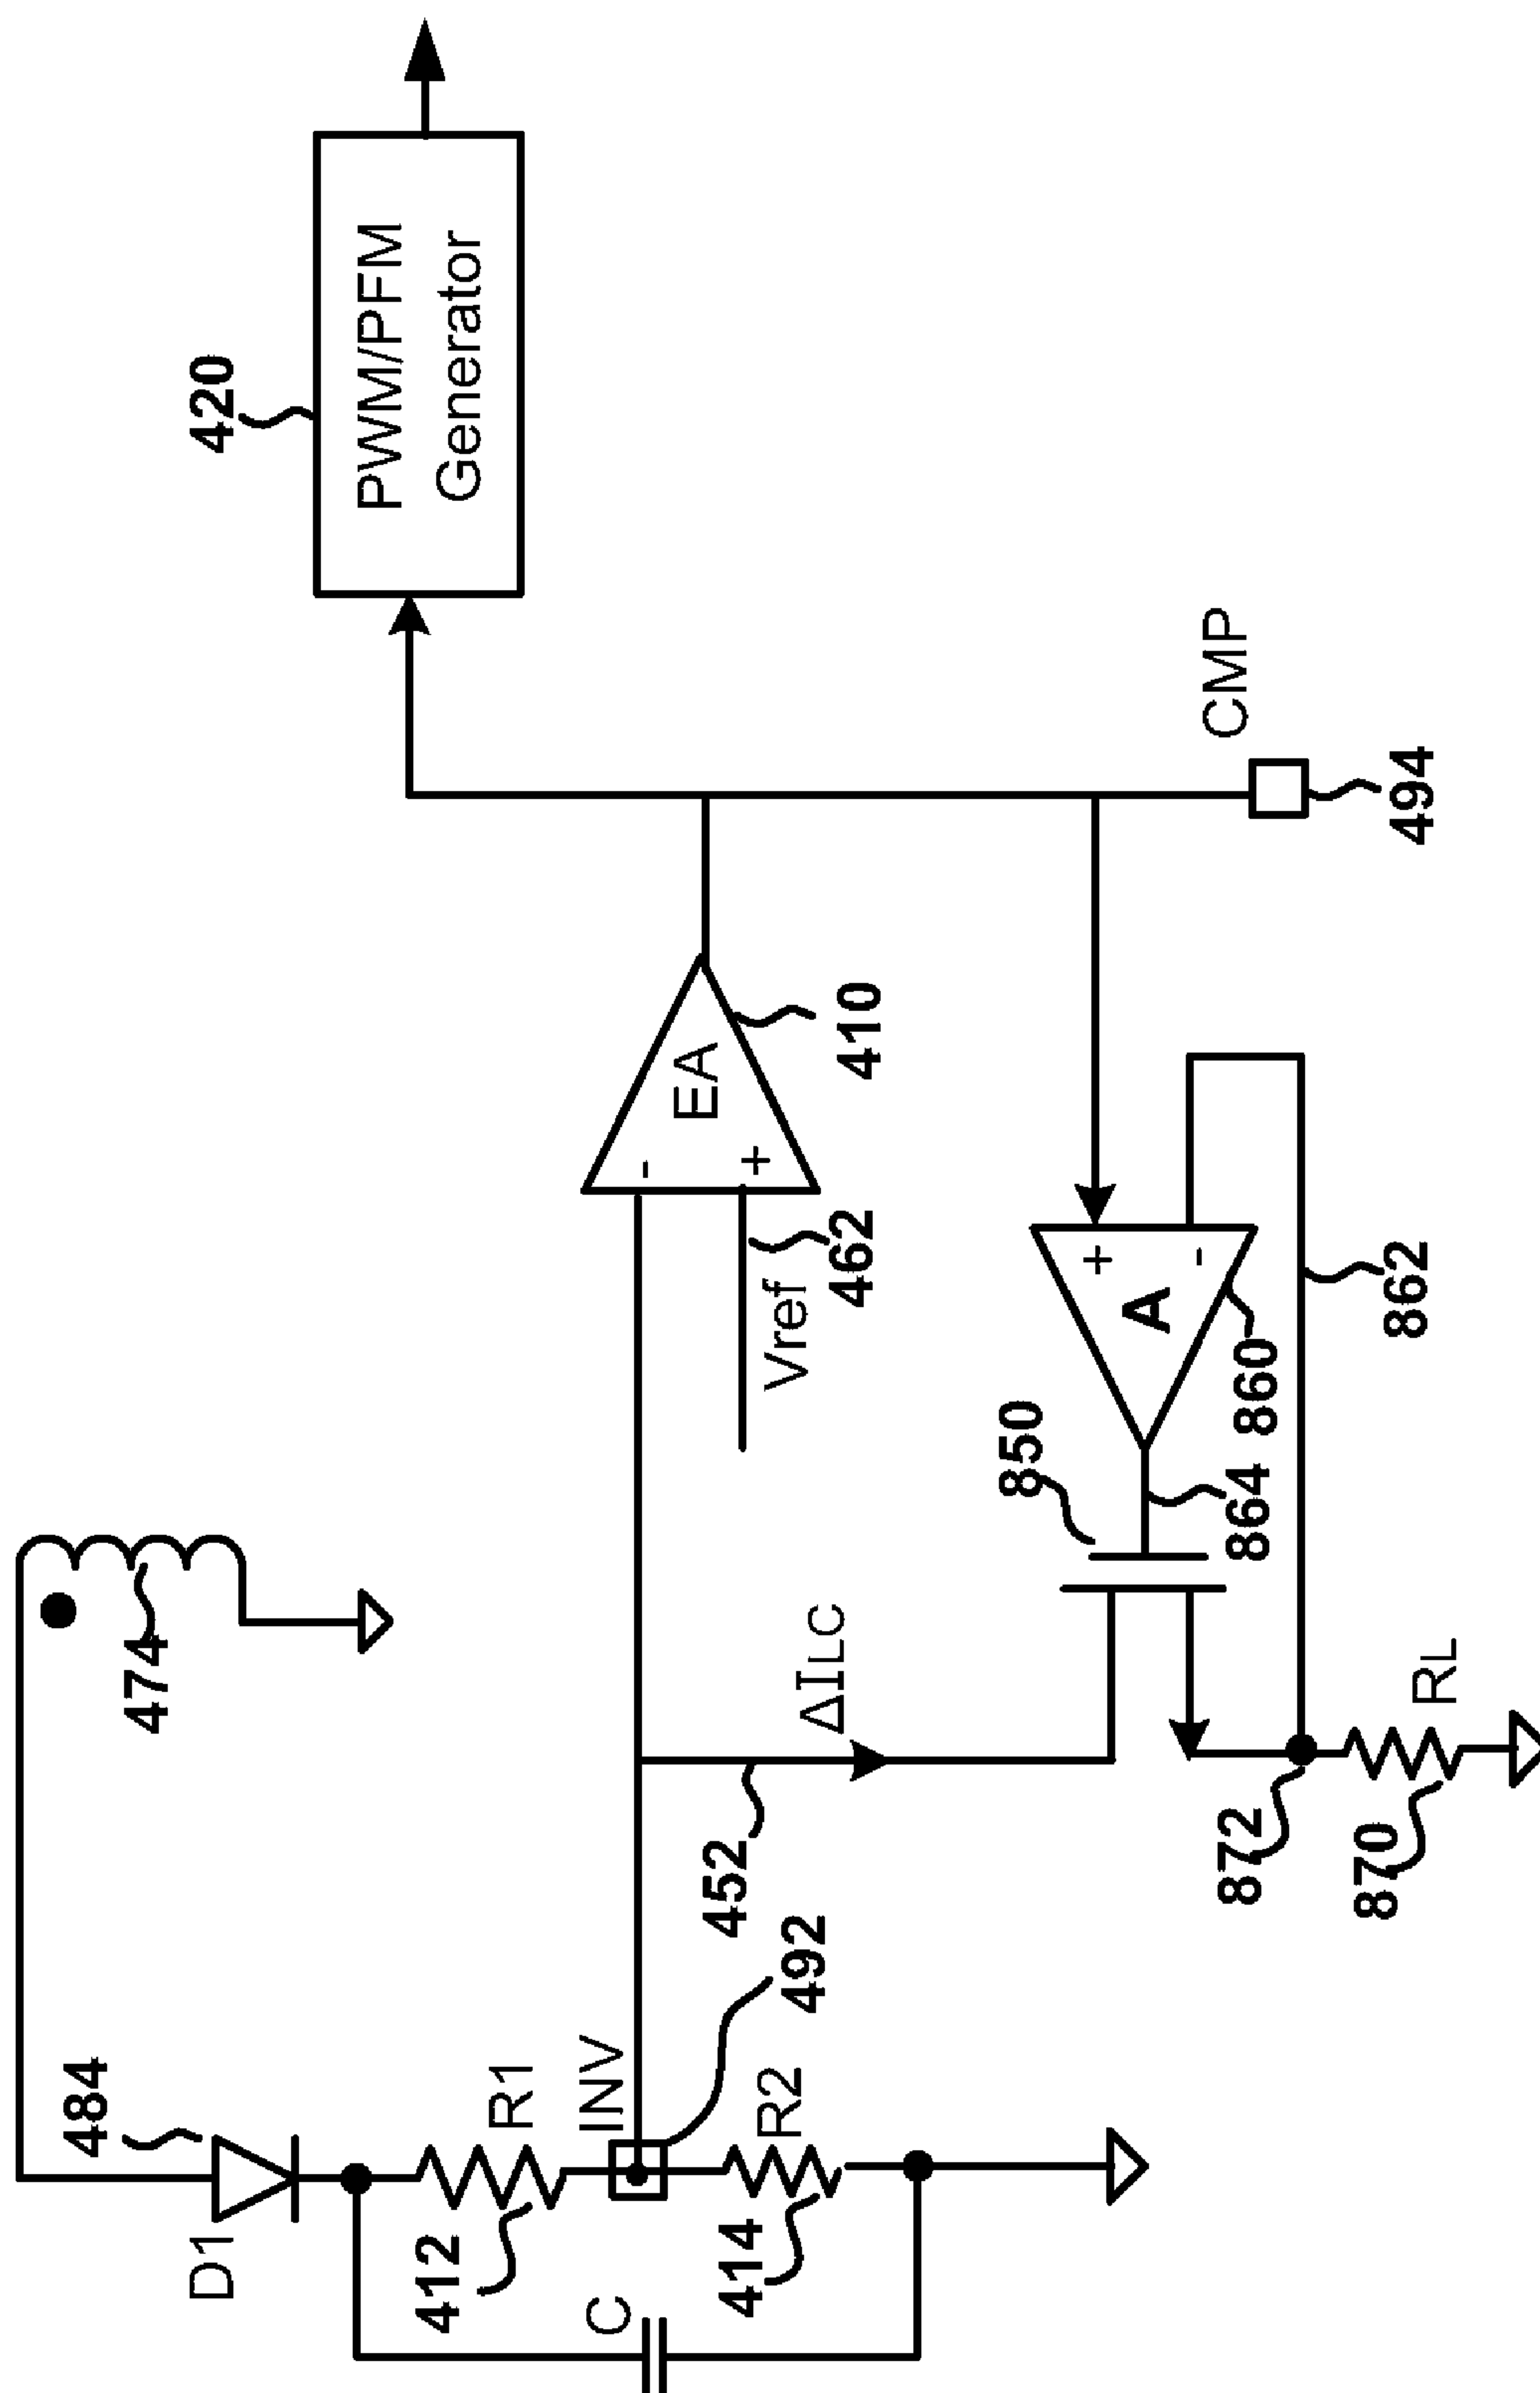 420
PWM/PFM
Generator
474
484
D1
412
R1
C
INV
492
414
R2
452
ΔILC
Vref
462
-
+
EA
410
850
864
A
+
-
860
862
CMP
494
872
870
RL